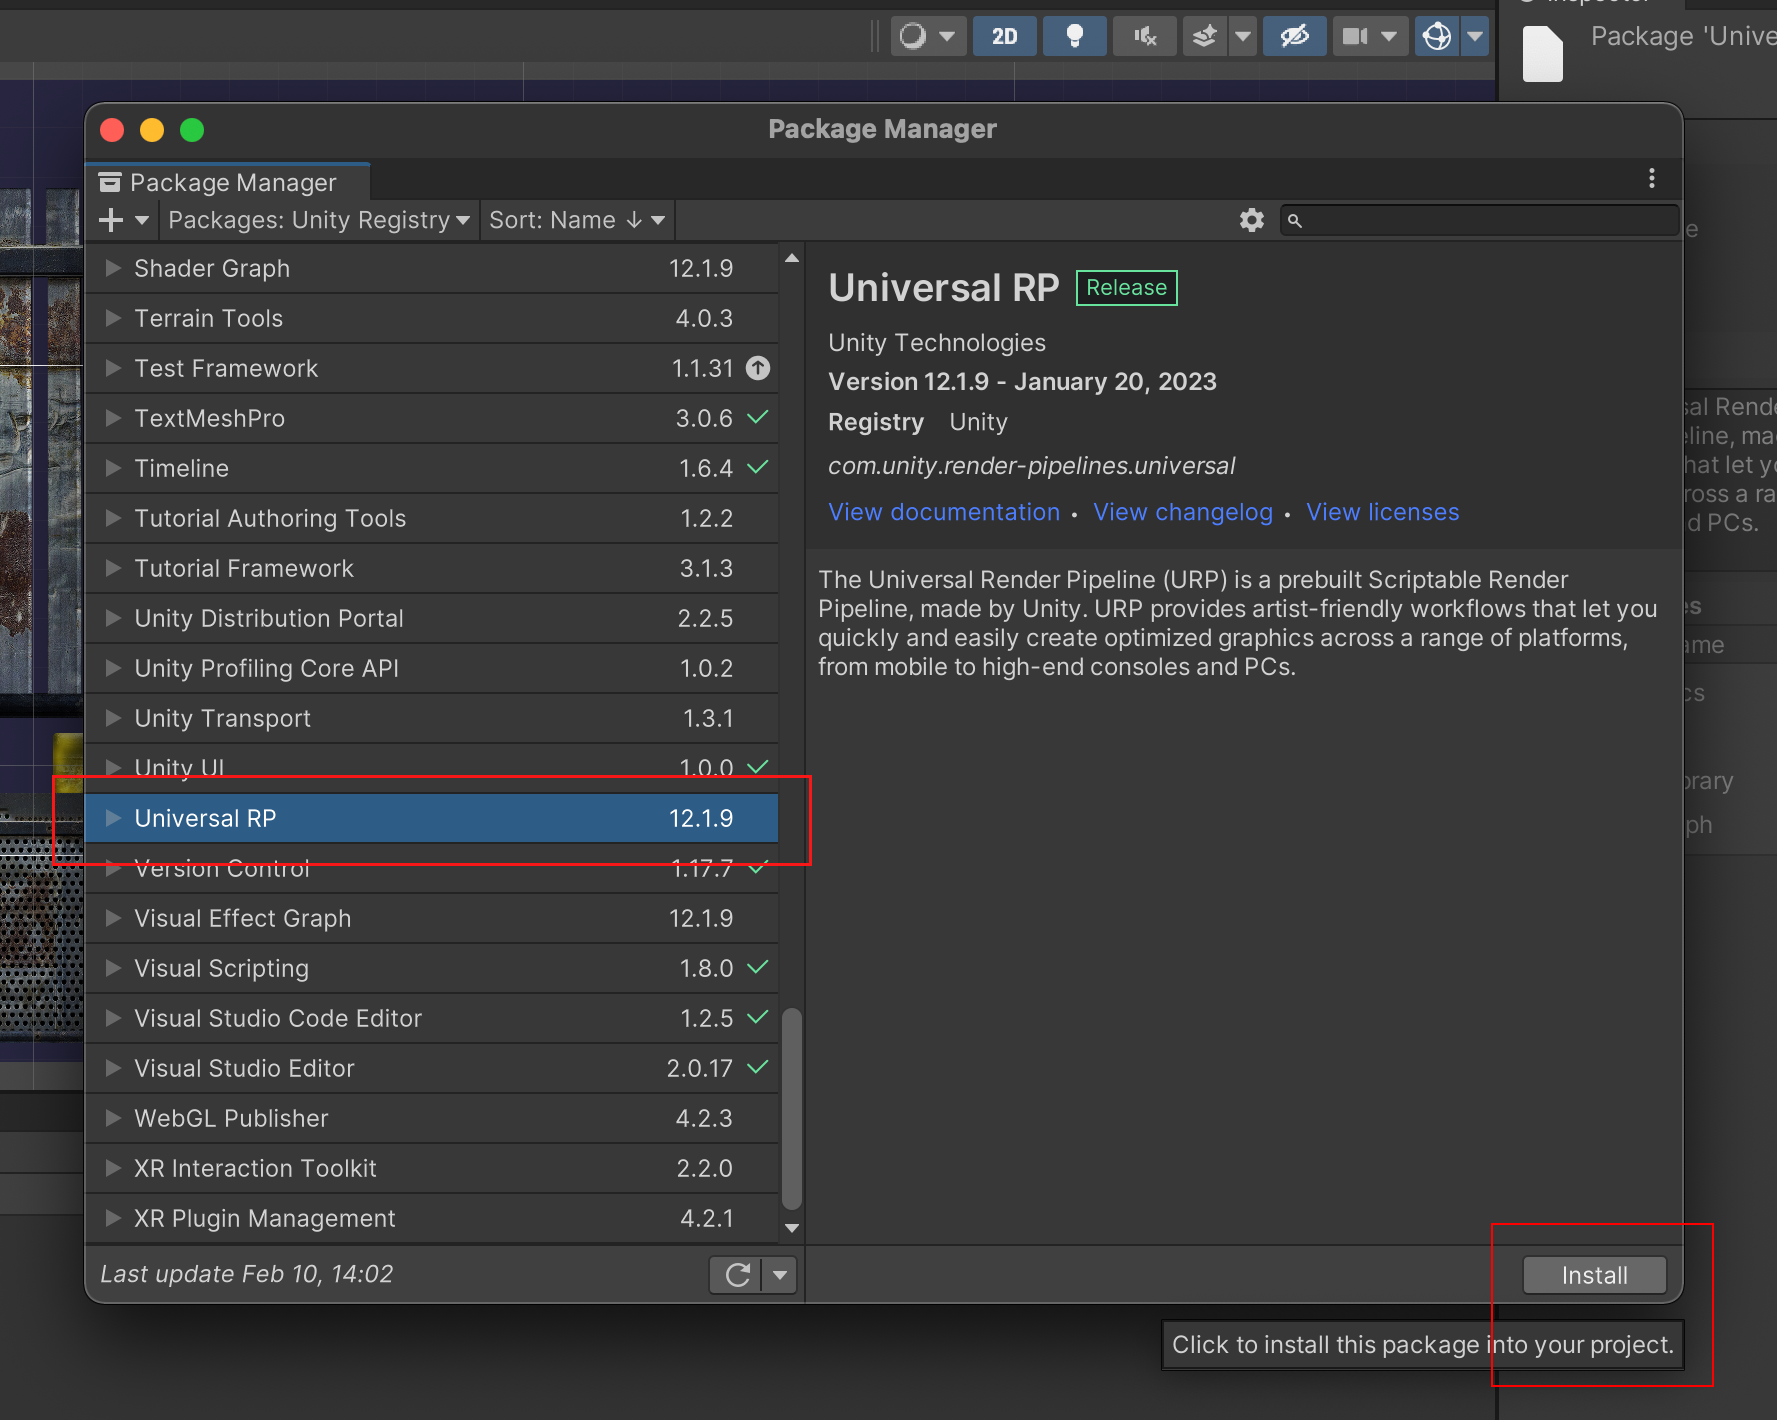 Inspector
2D
Package 'Unive
Package Manager
Package Manager
Packages: Unity Registry
Sort: Name ↓
Shader Graph 12.1.9
Terrain Tools 4.0.3
Test Framework 1.1.31
TextMeshPro 3.0.6
Timeline 1.6.4
Tutorial Authoring Tools 1.2.2
Tutorial Framework 3.1.3
Unity Distribution Portal 2.2.5
Unity Profiling Core API 1.0.2
Unity Transport 1.3.1
Unity UI 1.0.0
Universal RP 12.1.9
Version Control 1.17.7
Visual Effect Graph 12.1.9
Visual Scripting 1.8.0
Visual Studio Code Editor 1.2.5
Visual Studio Editor 2.0.17
WebGL Publisher 4.2.3
XR Interaction Toolkit 2.2.0
XR Plugin Management 4.2.1
Last update Feb 10, 14:02
Universal RP Release
Unity Technologies
Version 12.1.9 - January 20, 2023
Registry Unity
com.unity.render-pipelines.universal
View documentation • View changelog • View licenses
The Universal Render Pipeline (URP) is a prebuilt Scriptable Render
Pipeline, made by Unity. URP provides artist-friendly workflows that let you
quickly and easily create optimized graphics across a range of platforms,
from mobile to high-end consoles and PCs.
Install
Click to install this package into your project.
e
sal Rende
eline, ma
hat let yo
ross a ra
d PCs.
es
ame
cs
brary
ph